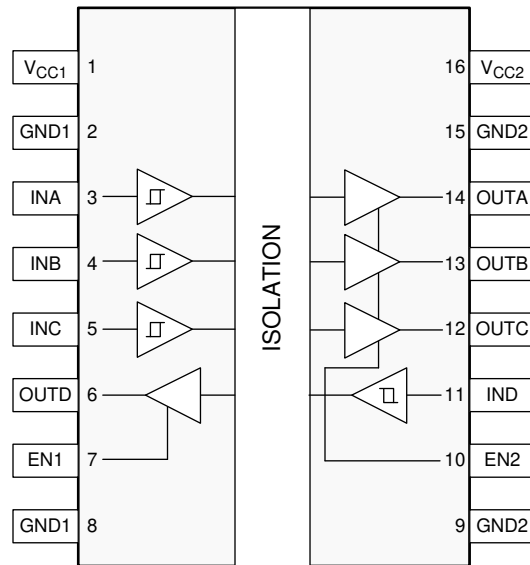 VCC1 1 16 VCC2
GND1 2 15 GND2
INA 3 14 OUTA
INB 4 13 OUTB
INC 5 12 OUTC
OUTD 6 11 IND
EN1 7 10 EN2
GND1 8 9 GND2
ISOLATION